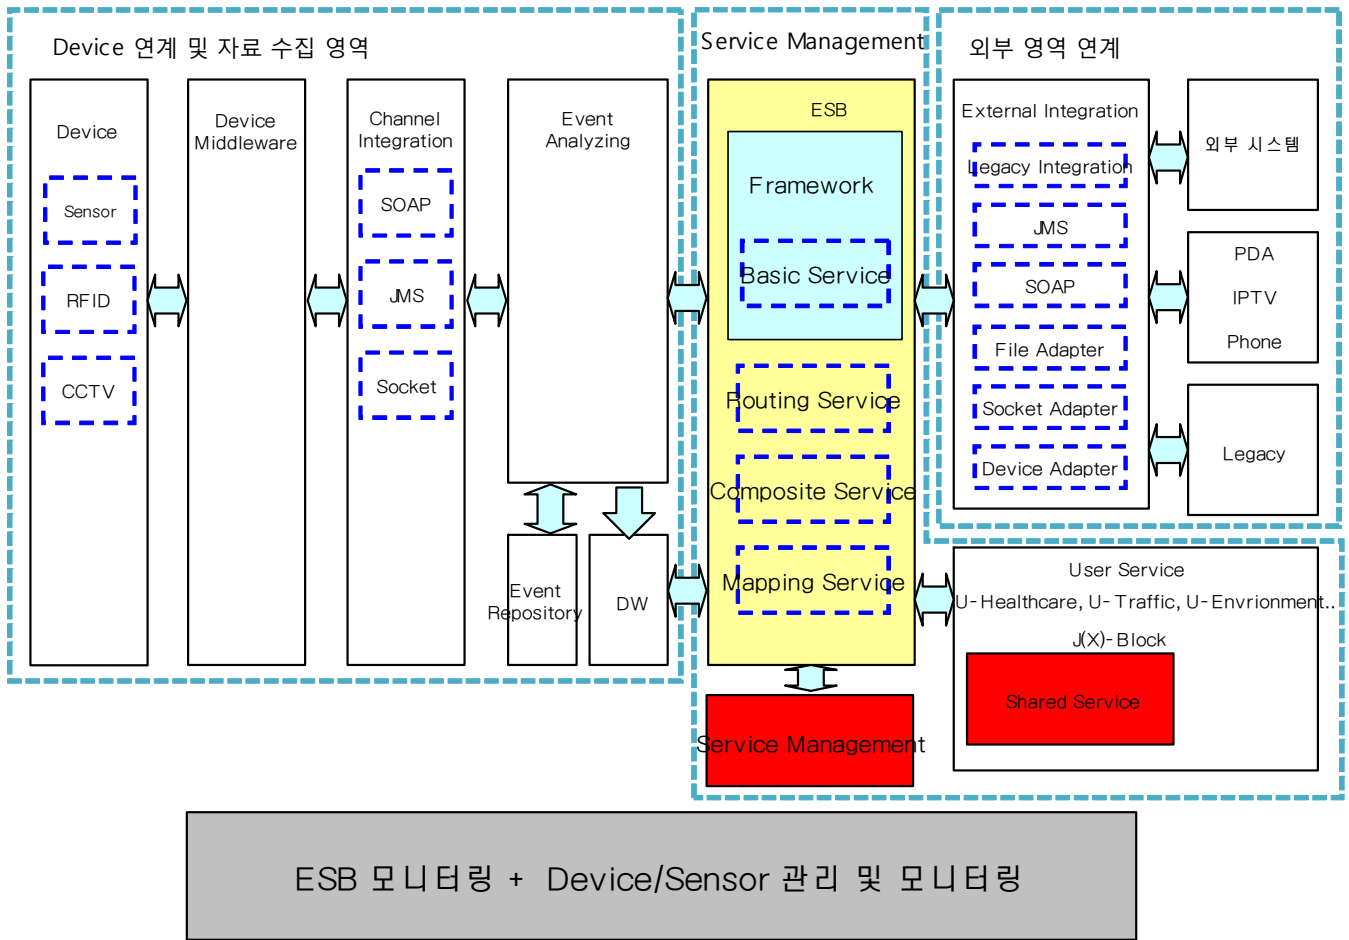 Device 연계 및 자료 수집 영역
Service Management
외부 영역 연계
Device
Sensor
RFID
CCTV
Device
Middleware
Channel
Integration
SOAP
JMS
Socket
Event
Analyzing
Event
Repository
DW
ESB
Framework
Basic Service
Routing Service
Composite Service
Mapping Service
Service Management
External Integration
Legacy Integration
JMS
SOAP
File Adapter
Socket Adapter
Device Adapter
외부 시스템
PDA
IPTV
Phone
Legacy
User Service
U-Healthcare, U-Traffic, U-Envrionment..
J(X)-Block
Shared Service
ESB 모니터링 + Device/Sensor 관리 및 모니터링